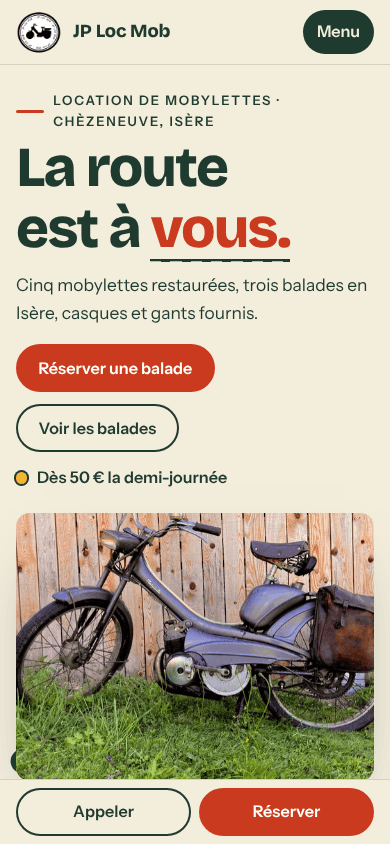 JP Loc Mob
Menu
LOCATION DE MOBYLETTES ·
CHÈZENEUVE, ISÈRE
La route
est à vous.
Cinq mobylettes restaurées, trois balades en
Isère, casques et gants fournis.
Réserver une balade
Voir les balades
Dès 50 € la demi-journée
Appeler
Réserver